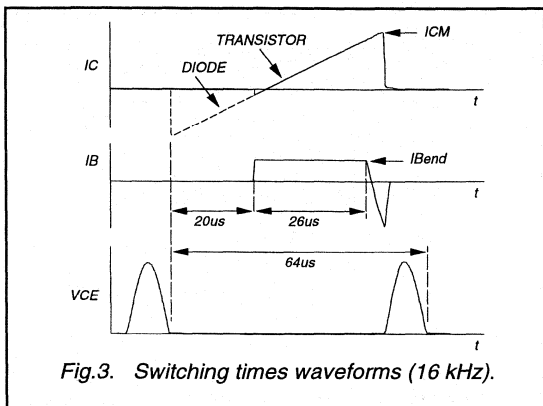 ICM
TRANSISTOR
IC
DIODE
t
IB
IBend
t
20us
26us
64us
VCE
t
Fig.3. Switching times waveforms (16 kHz).